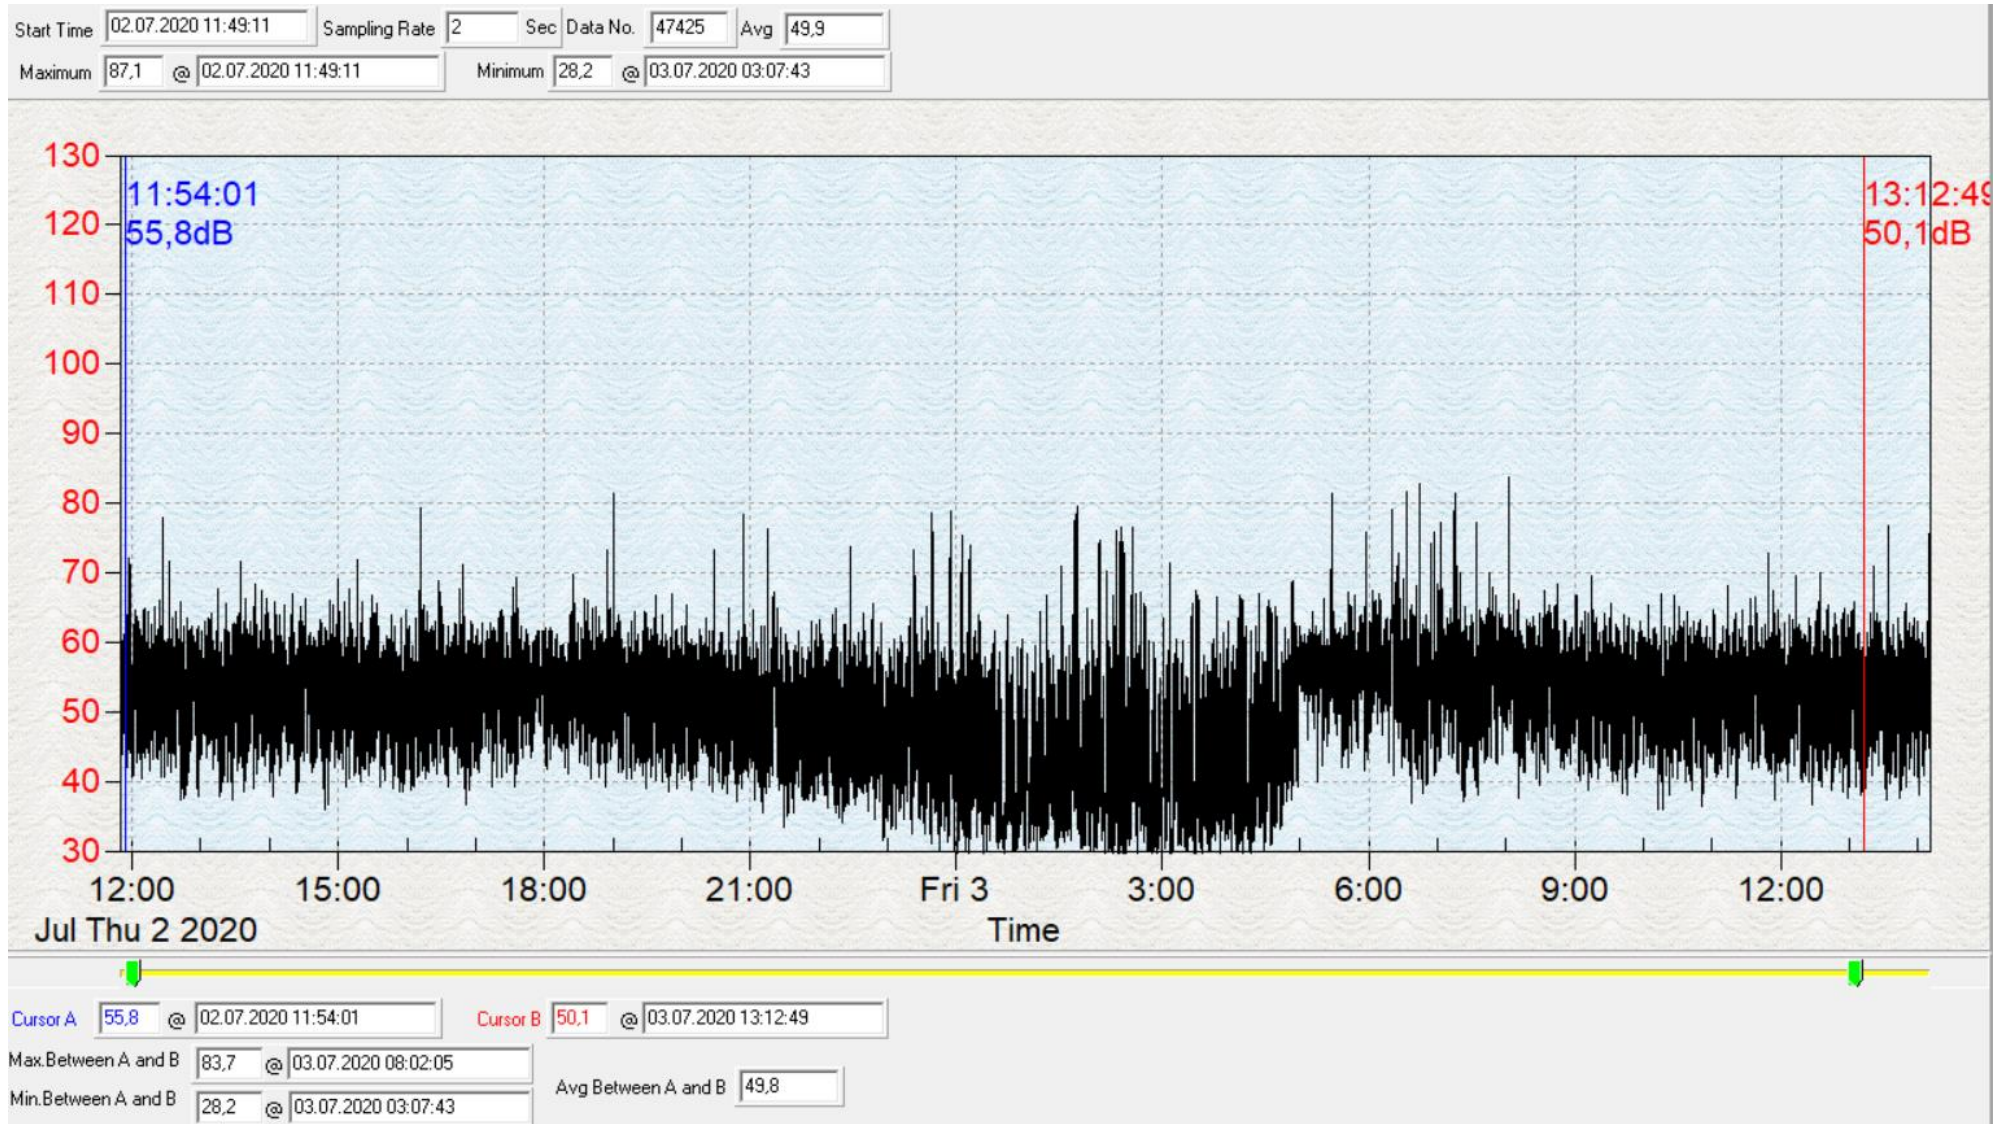 Start Time 02.07.2020 11:49:11 Sampling Rate 2 Sec Data No. 47425 Avg 49,9
Maximum 87,1 @ 02.07.2020 11:49:11 Minimum 28,2 @ 03.07.2020 03:07:43
130
11:54:01 13:12:49
55,8dB 50,1dB
120
110
100
90
80
70
60
50
40
30
12:00 15:00 18:00 21:00 Fri 3 3:00 6:00 9:00 12:00
Jul Thu 2 2020 Time
Cursor A 55,8 @ 02.07.2020 11:54:01 Cursor B 50,1 @ 03.07.2020 13:12:49
Max.Between A and B 83,7 @ 03.07.2020 08:02:05
Avg Between A and B 49,8
Min.Between A and B 28,2 @ 03.07.2020 03:07:43